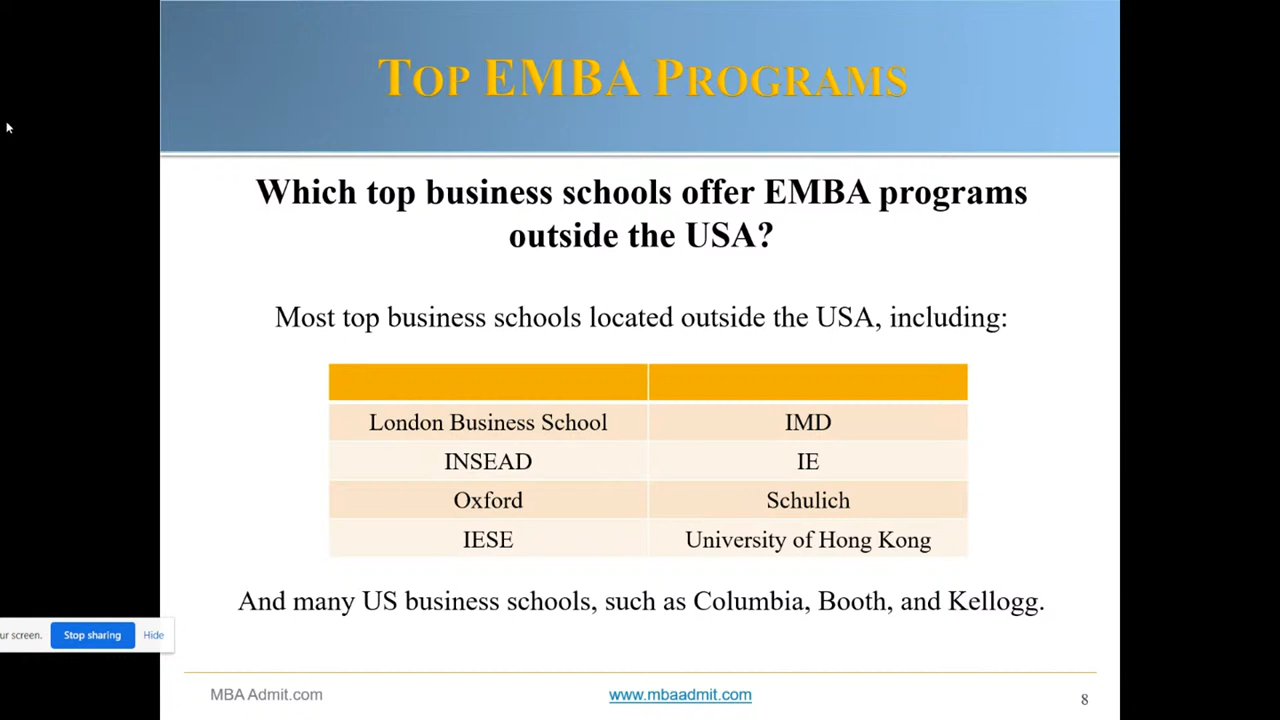 TOP EMBA PROGRAMS
Which top business schools offer EMBA programs
outside the USA?
Most top business schools located outside the USA, including:
London Business School IMD
INSEAD IE
Oxford Schulich
IESE University of Hong Kong
And many US business schools, such as Columbia, Booth, and Kellogg.
ur screen. Stop sharing Hide
MBA Admit.com www.mbaadmit.com 8